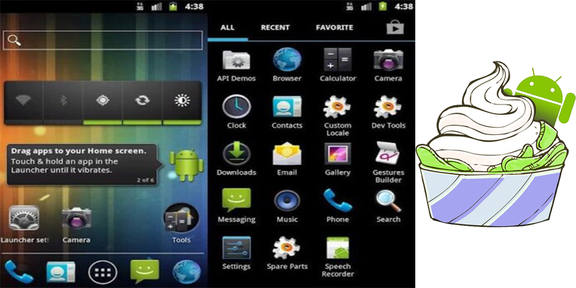 4:38
Drag apps to your Home screen.
Touch & hold an app in the
Launcher until it vibrates.
2 of 6
Launcher sett
Camera
Tools
4:38
ALL
RECENT
FAVORITE
API Demos
Browser
Calculator
Camera
Clock
Contacts
Custom
Locale
Dev Tools
Downloads
Email
Gallery
Gestures
Builder
Messaging
Music
Phone
Search
Settings
Spare Parts
Speech
Recorder